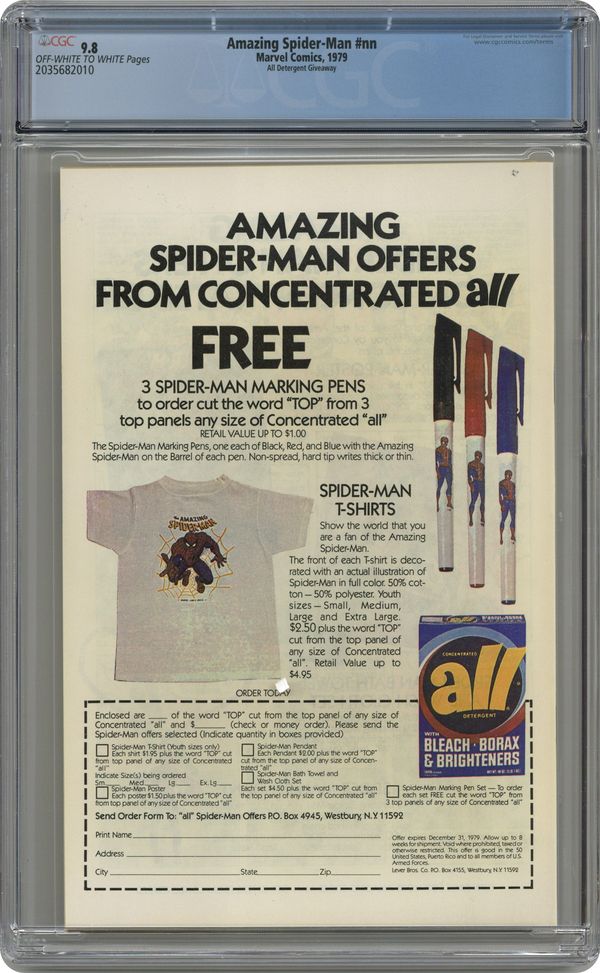 CGC 9.8
OFF-WHITE TO WHITE Pages
2035682010
Amazing Spider-Man #nn
Marvel Comics, 1979
All Detergent Giveaway
www.cgccomics.com/terms
AMAZING
SPIDER-MAN OFFERS
FROM CONCENTRATED all
FREE
3 SPIDER-MAN MARKING PENS
to order cut the word "TOP" from 3
top panels any size of Concentrated "all"
RETAIL VALUE UP TO $1.00
The Spider-Man Marking Pens, one each of Black, Red, and Blue with the Amazing
Spider-Man on the Barrel of each pen. Non-spread, hard tip writes thick or thin.
The AMAZING
SPIDER-MAN
SPIDER-MAN
T-SHIRTS
Show the world that you
are a fan of the Amazing
Spider-Man.
The front of each T-shirt is deco-
rated with an actual illustration of
Spider-Man in full color. 50% cot-
ton — 50% polyester. Youth
sizes — Small, Medium,
Large and Extra Large.
$2.50 plus the word "TOP"
cut from the top panel of
any size of Concentrated
"all". Retail Value up to
$4.95
CONCENTRATED
all
DETERGENT
WITH
BLEACH · BORAX
& BRIGHTENERS
ORDER TODAY
Enclosed are ____ of the word "TOP" cut from the top panel of any size of
Concentrated "all" and $______ (check or money order). Please send the
Spider-Man offers selected (Indicate quantity in boxes provided)
Spider-Man T-Shirt (Youth sizes only)
Each shirt $1.95 plus the word "TOP" cut
from top panel of any size of Concentrated
"all"
Indicate Size(s) being ordered
Sm.____ Med.____ Lg.____ Ex. Lg.____
Spider-Man Poster
Each poster $1.50 plus the word "TOP" cut
from top panel of any size of Concentrated "all"
Spider-Man Pendant
Each Pendant $2.00 plus the word "TOP"
cut from the top panel of any size of Concen-
trated "all"
Spider-Man Bath Towel and
Wash Cloth Set
Each set $4.50 plus the word "TOP" cut from
the top panel of any size of Concentrated "all"
Spider-Man Marking Pen Set — To order
each set FREE cut the word "TOP" from
3 top panels of any size of Concentrated "all"
Send Order Form To: "all" Spider-Man Offers P.O. Box 4945, Westbury, N.Y. 11592
Print Name
Address
City State Zip
Offer expires December 31, 1979. Allow up to 8
weeks for shipment. Void where prohibited, taxed or
otherwise restricted. This offer is good in the 50
United States, Puerto Rico and to all members of U.S.
Armed Forces.
Lever Bros. Co. P.O. Box 4155, Westbury, N.Y. 11592